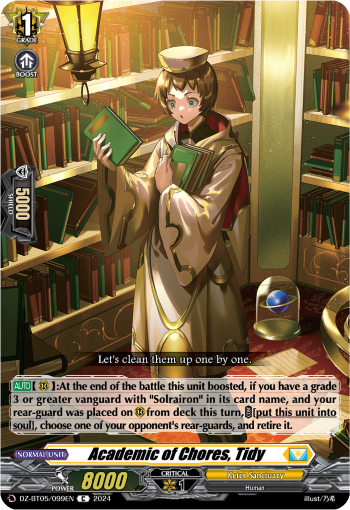 1
GRADE
BOOST
5000
SHIELD
Let's clean them up one by one.
AUTO [ ]:At the end of the battle this unit boosted, if you have a grade
3 or greater vanguard with "Solrairon" in its card name, and your
rear-guard was placed on from deck this turn, [put this unit into
soul], choose one of your opponent's rear-guards, and retire it.
NORMAL UNIT
Academic of Chores, Tidy
POWER 8000
CRITICAL
1
Keter Sanctuary
Human
D-BT05/099EN C 2024
illust/乃希